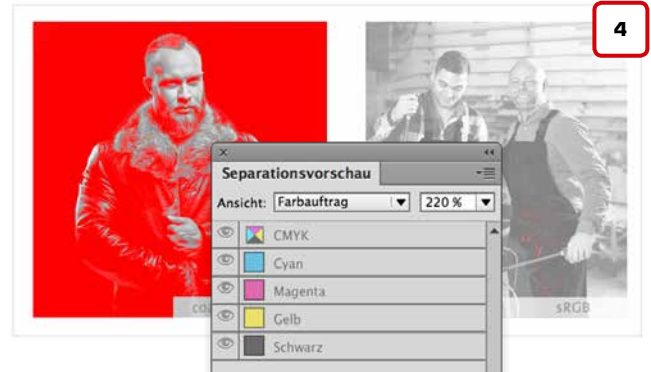 4
Separationsvorschau
Ansicht: Farbauftrag 220 %
CMYK
Cyan
Magenta
Gelb
Schwarz
sRGB